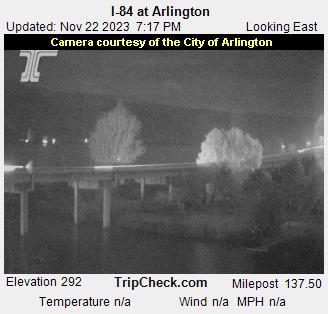 I-84 at Arlington
Updated: Nov 22 2023 7:17 PM Looking East
Camera courtesy of the City of Arlington
Elevation 292 TripCheck.com Milepost 137.50
Temperature n/a Wind n/a MPH n/a